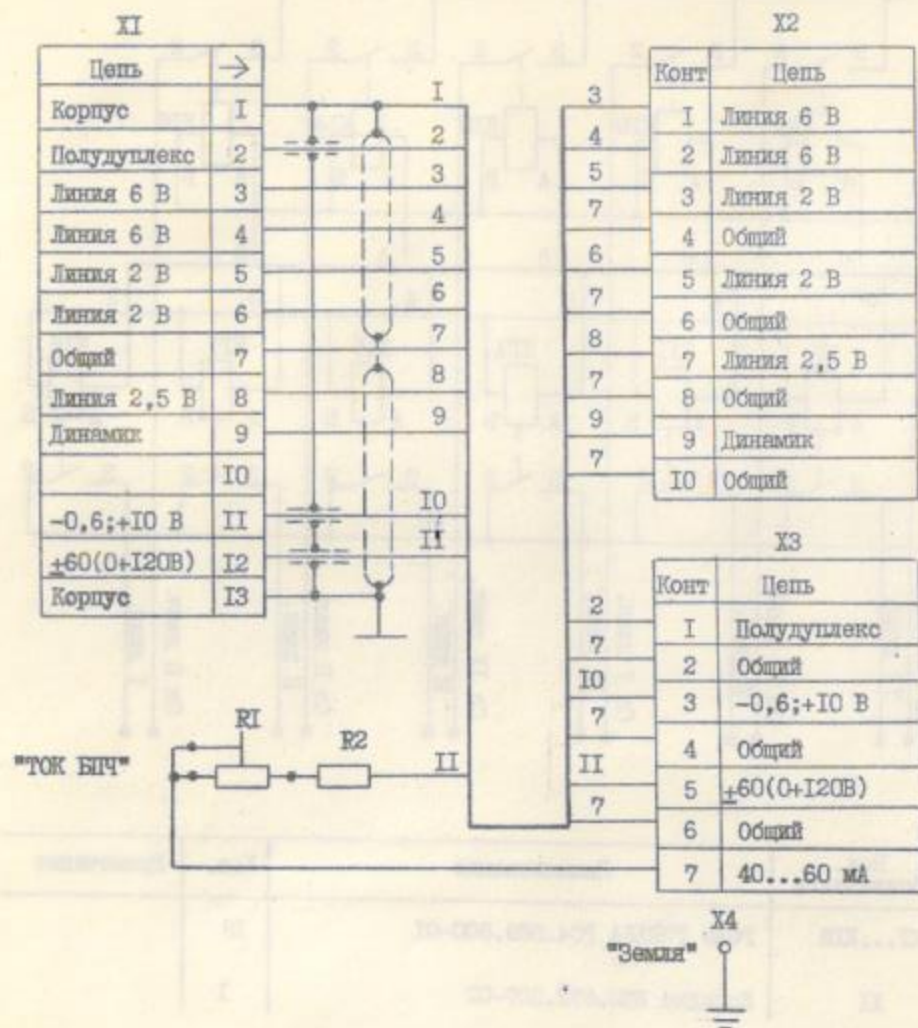 XI
Цепь →
Корпус I
Полудуплекс 2
Линия 6 В 3
Линия 6 В 4
Линия 2 В 5
Линия 2 В 6
Общий 7
Линия 2,5 В 8
Динамик 9
I0
-0,6;+I0 В II
±60(0+I20В) I2
Корпус I3
I
2
3
4
5
6
7
8
9
I0
II
"ТОК БПЧ"
RI
R2
II
3
4
5
7
6
7
8
7
9
7
X2
Конт Цепь
I Линия 6 В
2 Линия 6 В
3 Линия 2 В
4 Общий
5 Линия 2 В
6 Общий
7 Линия 2,5 В
8 Общий
9 Динамик
I0 Общий
2
7
I0
7
II
7
X3
Конт Цепь
I Полудуплекс
2 Общий
3 -0,6;+I0 В
4 Общий
5 ±60(0+I20В)
6 Общий
7 40...60 мА
X4
"Земля"